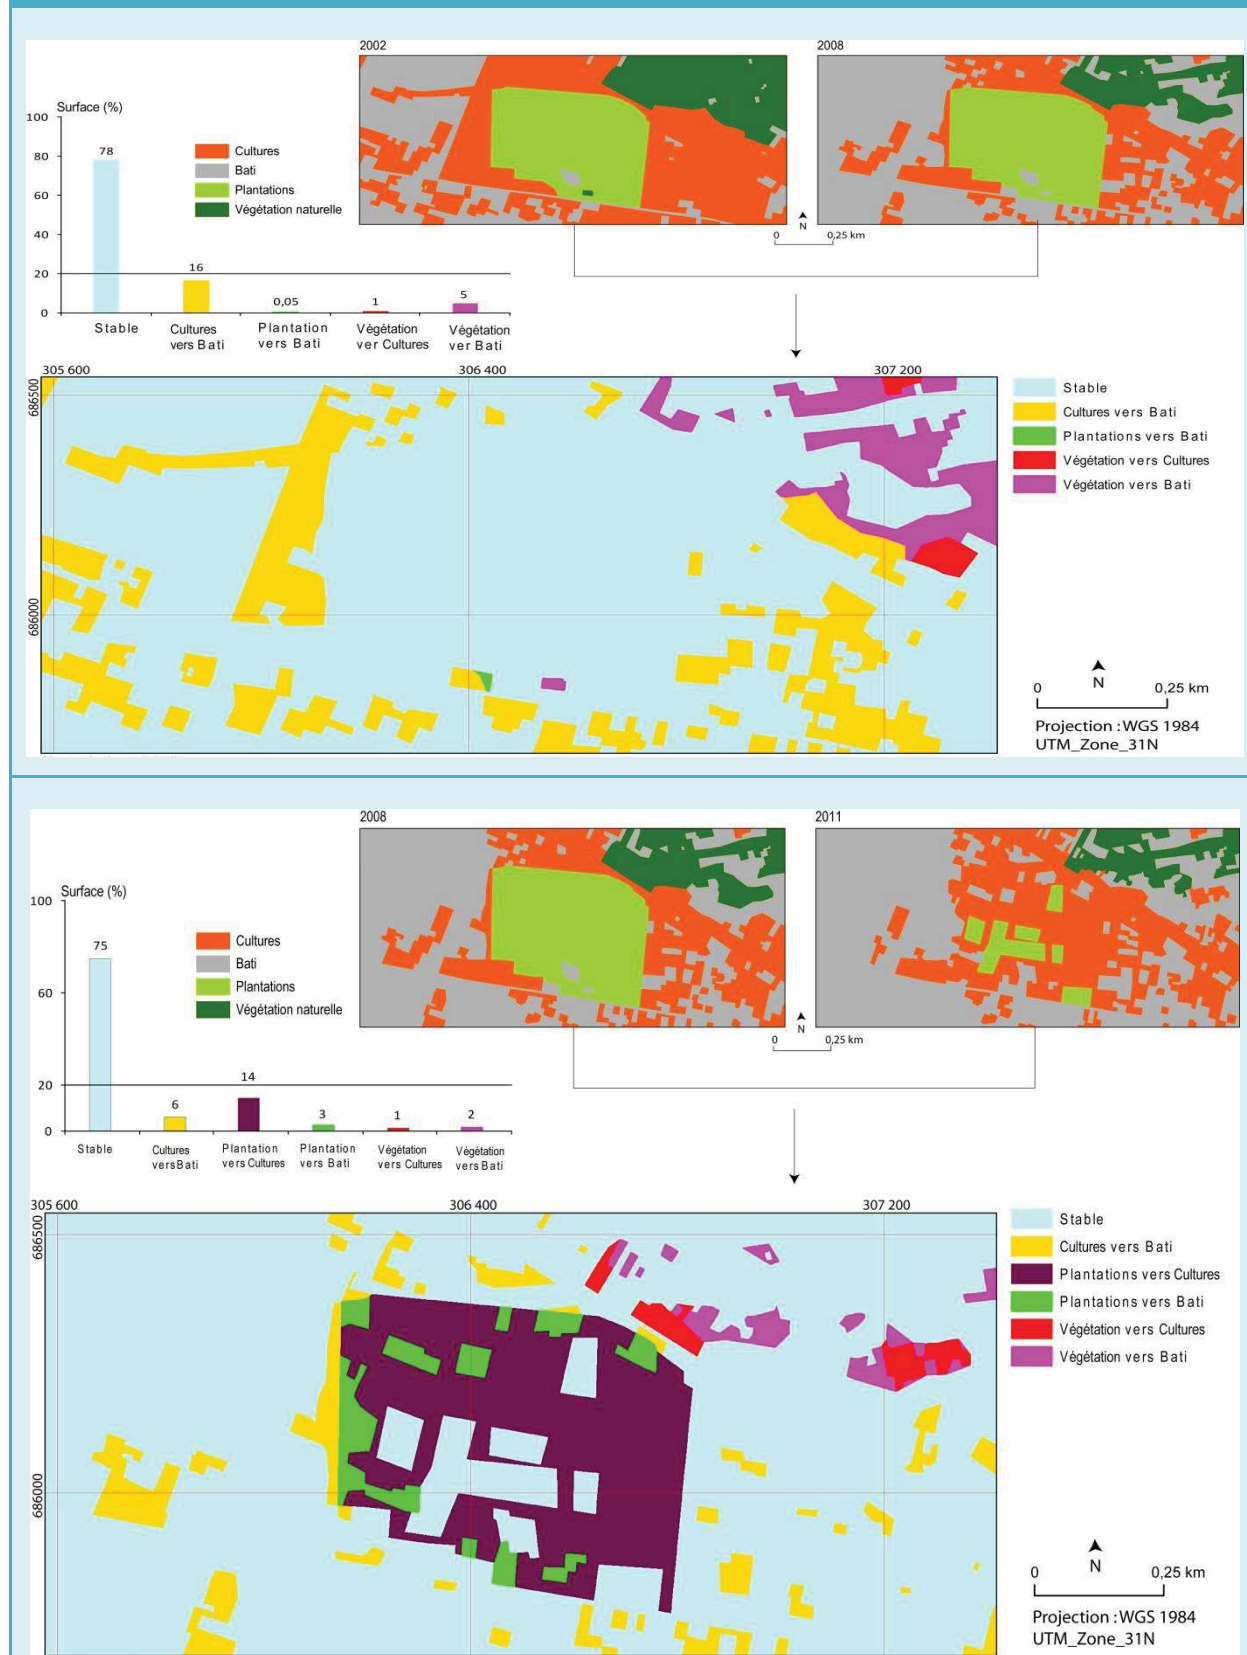 2002
2008
Surface (%)
100
80
60
40
20
0
78
16
0,05
1
5
Stable
Cultures
vers Bati
Plantation
vers Bati
Végétation
ver Cultures
Végétation
ver Bati
Cultures
Bati
Plantations
Végétation naturelle
N
0
0,25 km
305 600
306 400
307 200
686500
686000
Stable
Cultures vers Bati
Plantations vers Bati
Végétation vers Cultures
Végétation vers Bati
N
0
0,25 km
Projection : WGS 1984
UTM_Zone_31N
2008
2011
Surface (%)
100
60
20
0
75
6
14
3
1
2
Stable
Cultures
versBati
Plantation
vers Cultures
Plantation
vers Bati
Végétation
vers Cultures
Végétation
vers Bati
Cultures
Bati
Plantations
Végétation naturelle
N
0
0,25 km
305 600
306 400
307 200
686500
686000
Stable
Cultures vers Bati
Plantations vers Cultures
Plantations vers Bati
Végétation vers Cultures
Végétation vers Bati
N
0
0,25 km
Projection : WGS 1984
UTM_Zone_31N